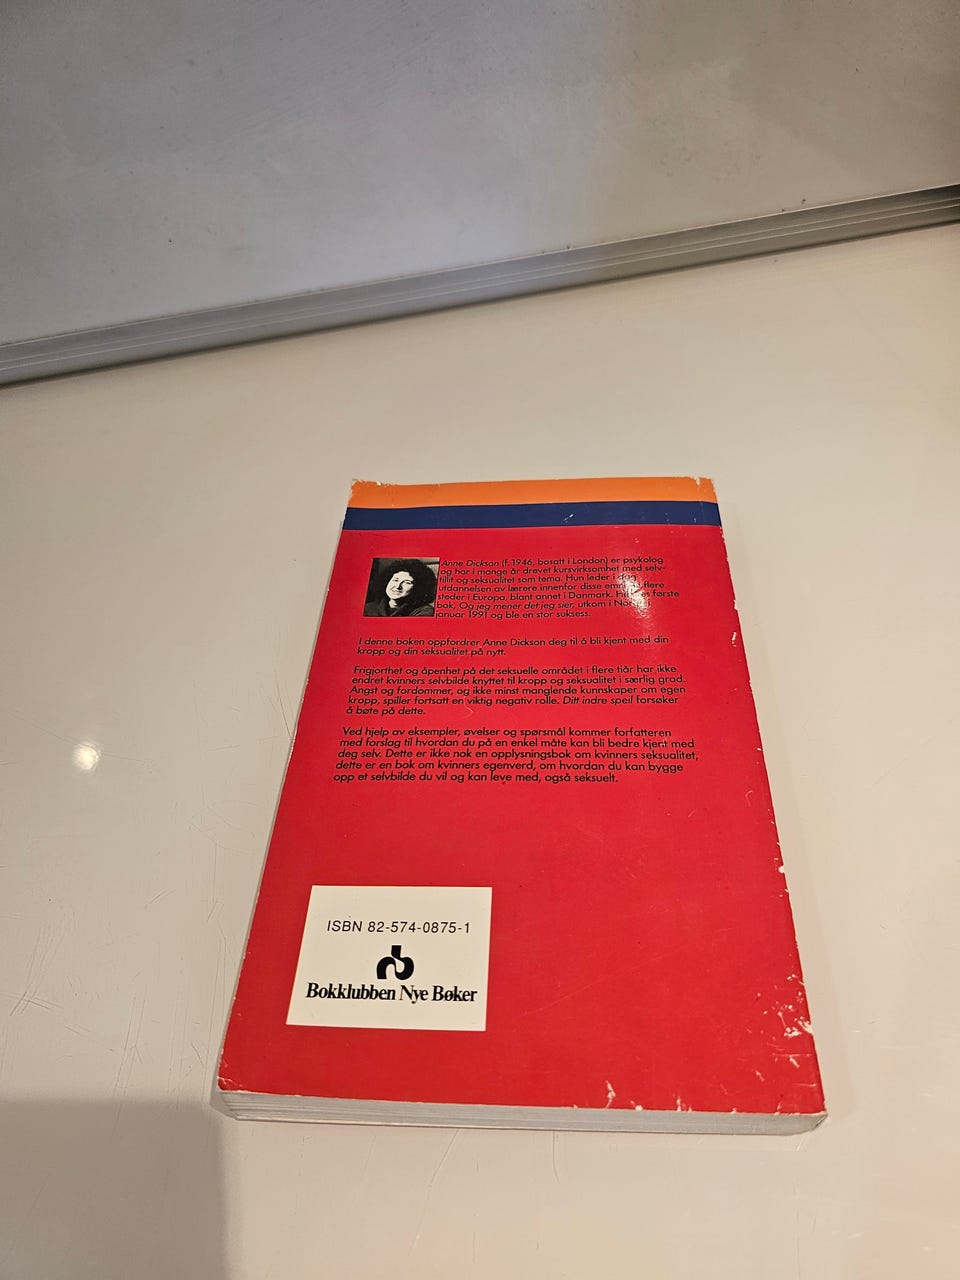 Anne Dickson (f. 1946, bosatt i London) er psykolog
og har i mange år drevet kursvirksomhet med selv-
tillit og seksualitet som tema. Hun leder i dag
utdannelsen av lærere innenfor disse emnene flere
steder i Europa, blant annet i Danmark. Hennes første
bok, Og jeg mener det jeg sier, utkom i Norge i
januar 1991 og ble en stor suksess.
I denne boken oppfordrer Anne Dickson deg til å bli kjent med din
kropp og din seksualitet på nytt.
Frigjorthet og åpenhet på det seksuelle området i flere tiår har ikke
endret kvinners selvbilde knyttet til kropp og seksualitet i særlig grad.
Angst og fordommer, og ikke minst manglende kunnskaper om egen
kropp, spiller fortsatt en viktig negativ rolle. Ditt indre speil forsøker
å bøte på dette.
Ved hjelp av eksempler, øvelser og spørsmål kommer forfatteren
med forslag til hvordan du på en enkel måte kan bli bedre kjent med
deg selv. Dette er ikke nok en opplysningsbok om kvinners seksualitet,
dette er en bok om kvinners egenverd, om hvordan du kan bygge
opp et selvbilde du vil og kan leve med, også seksuelt.
ISBN 82-574-0875-1
Bokklubben Nye Bøker